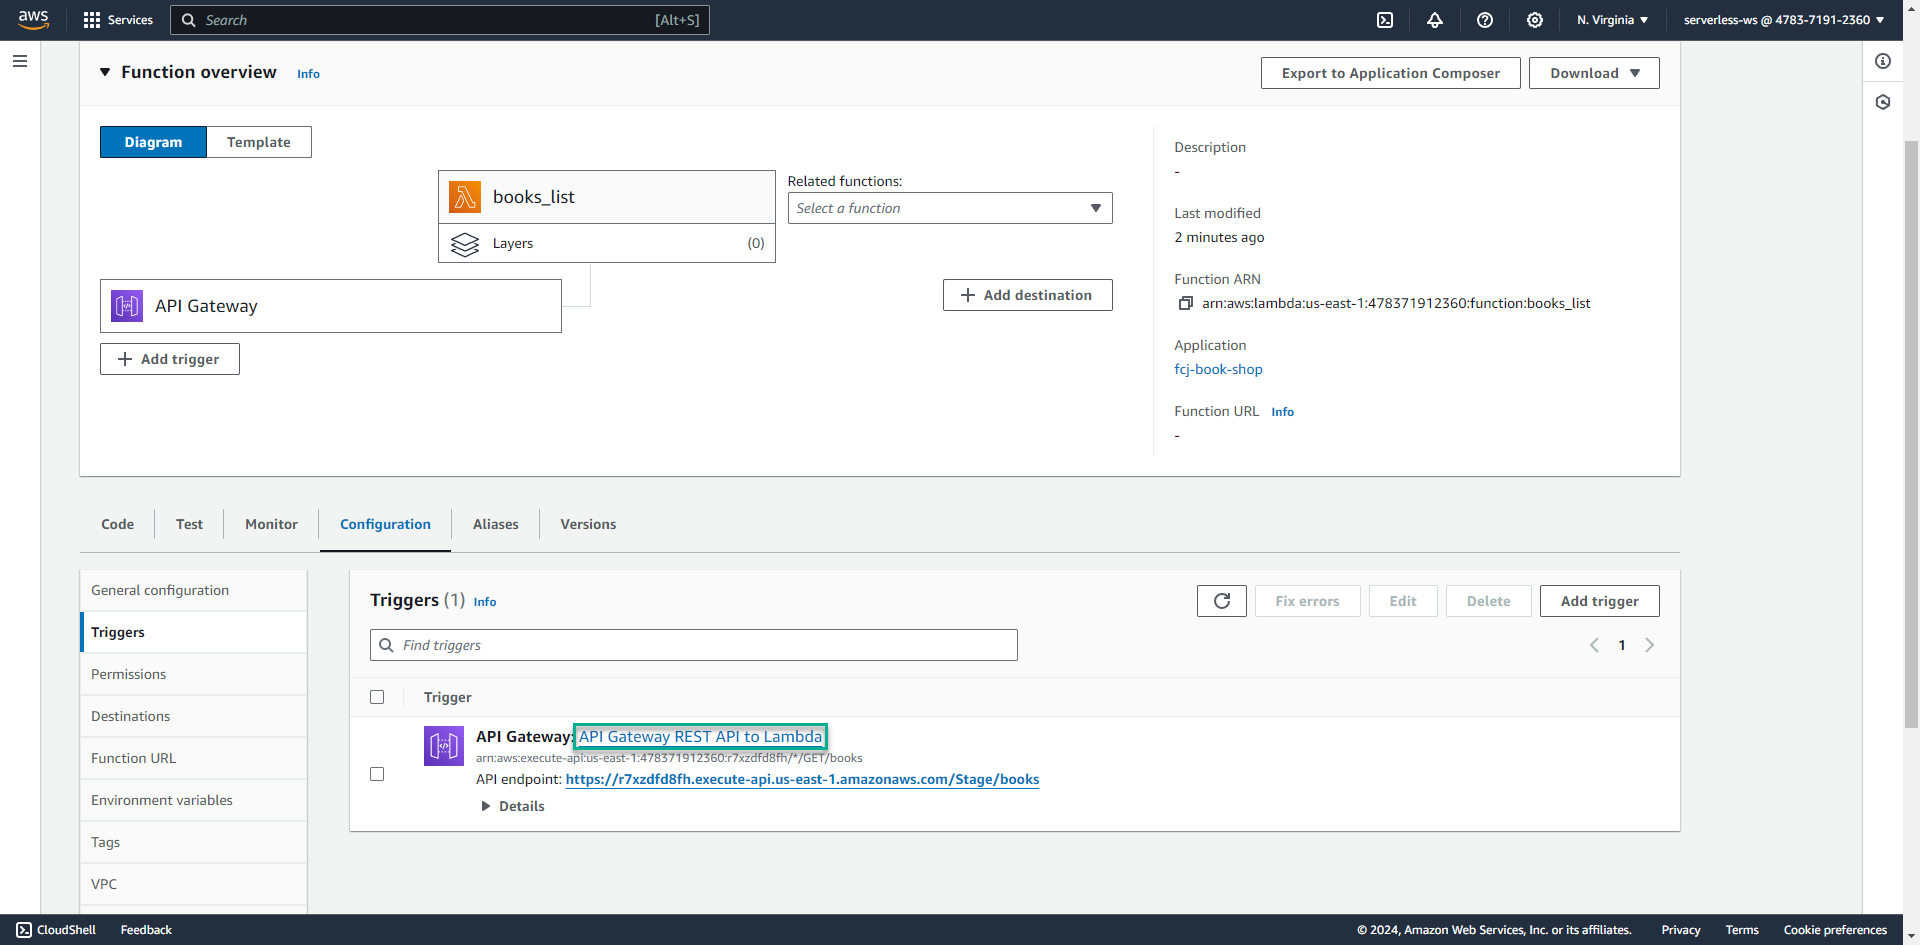 aws
Services
Search
[Alt+S]
N. Virginia
serverless-ws @ 4783-7191-2360
Function overview
Info
Export to Application Composer
Download
Diagram
Template
books_list
Layers
(0)
Related functions:
Select a function
API Gateway
Add trigger
Add destination
Description
-
Last modified
2 minutes ago
Function ARN
arn:aws:lambda:us-east-1:478371912360:function:books_list
Application
fcj-book-shop
Function URL Info
-
Code
Test
Monitor
Configuration
Aliases
Versions
General configuration
Triggers
Permissions
Destinations
Function URL
Environment variables
Tags
VPC
Triggers (1) Info
Fix errors
Edit
Delete
Add trigger
Find triggers
1
Trigger
API Gateway: API Gateway REST API to Lambda
arn:aws:execute-api:us-east-1:478371912360:r7xzdfd8fh/*/GET/books
API endpoint: https://r7xzdfd8fh.execute-api.us-east-1.amazonaws.com/Stage/books
Details
CloudShell
Feedback
© 2024, Amazon Web Services, Inc. or its affiliates.
Privacy
Terms
Cookie preferences